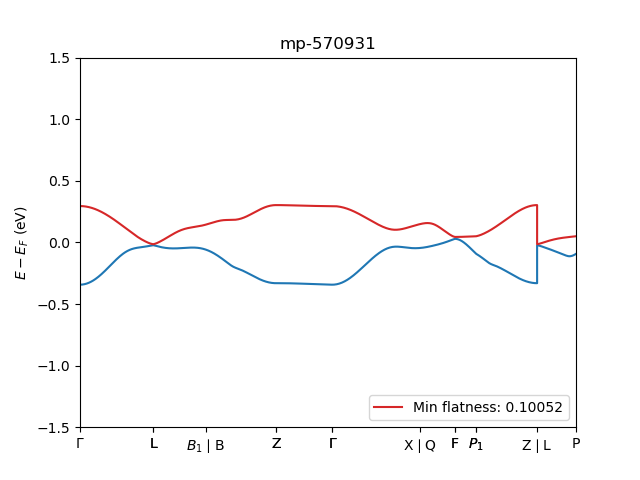 mp-570931
1.5
1.0
0.5
0.0
−0.5
−1.0
−1.5
E − E_F (eV)
Min flatness: 0.10052
Γ L B₁ | B Z Γ X | Q F P₁ Z | L P